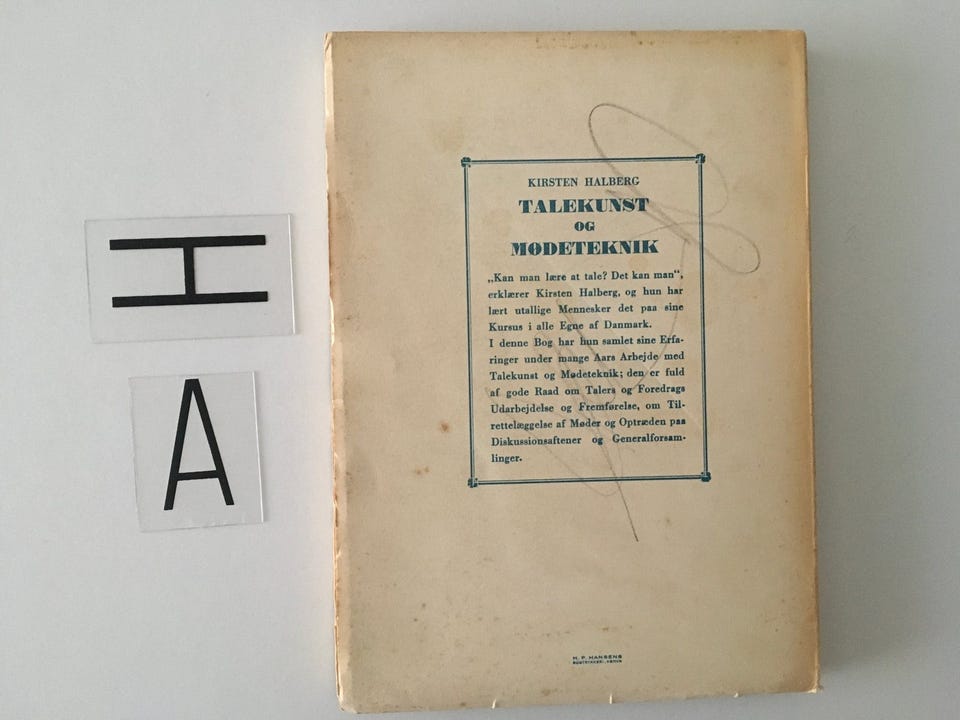 H
A
KIRSTEN HALBERG
TALEKUNST
OG
MØDETEKNIK
„Kan man lære at tale? Det kan man“,
erklærer Kirsten Halberg, og hun har
lært utallige Mennesker det paa sine
Kursus i alle Egne af Danmark.
I denne Bog har hun samlet sine Erfa-
ringer under mange Aars Arbejde med
Talekunst og Mødeteknik; den er fuld
af gode Raad om Talers og Foredrags
Udarbejdelse og Fremførelse, om Til-
rettelæggelse af Møder og Optræden paa
Diskussionsaftener og Generalforsam-
linger.
H. P. HANSENS